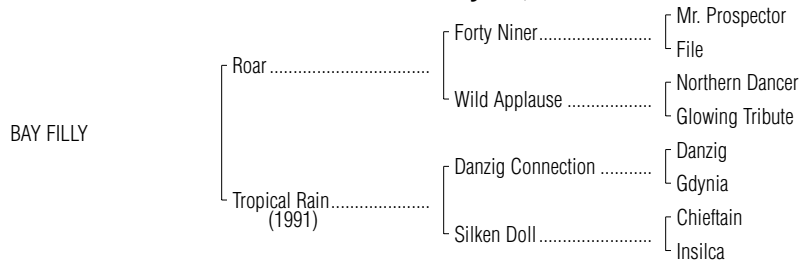 Mr. Prospector
Forty Niner
File
Roar
Northern Dancer
Wild Applause
Glowing Tribute
BAY FILLY
Danzig
Danzig Connection
Gdynia
Tropical Rain
(1991)
Chieftain
Silken Doll
Insilca